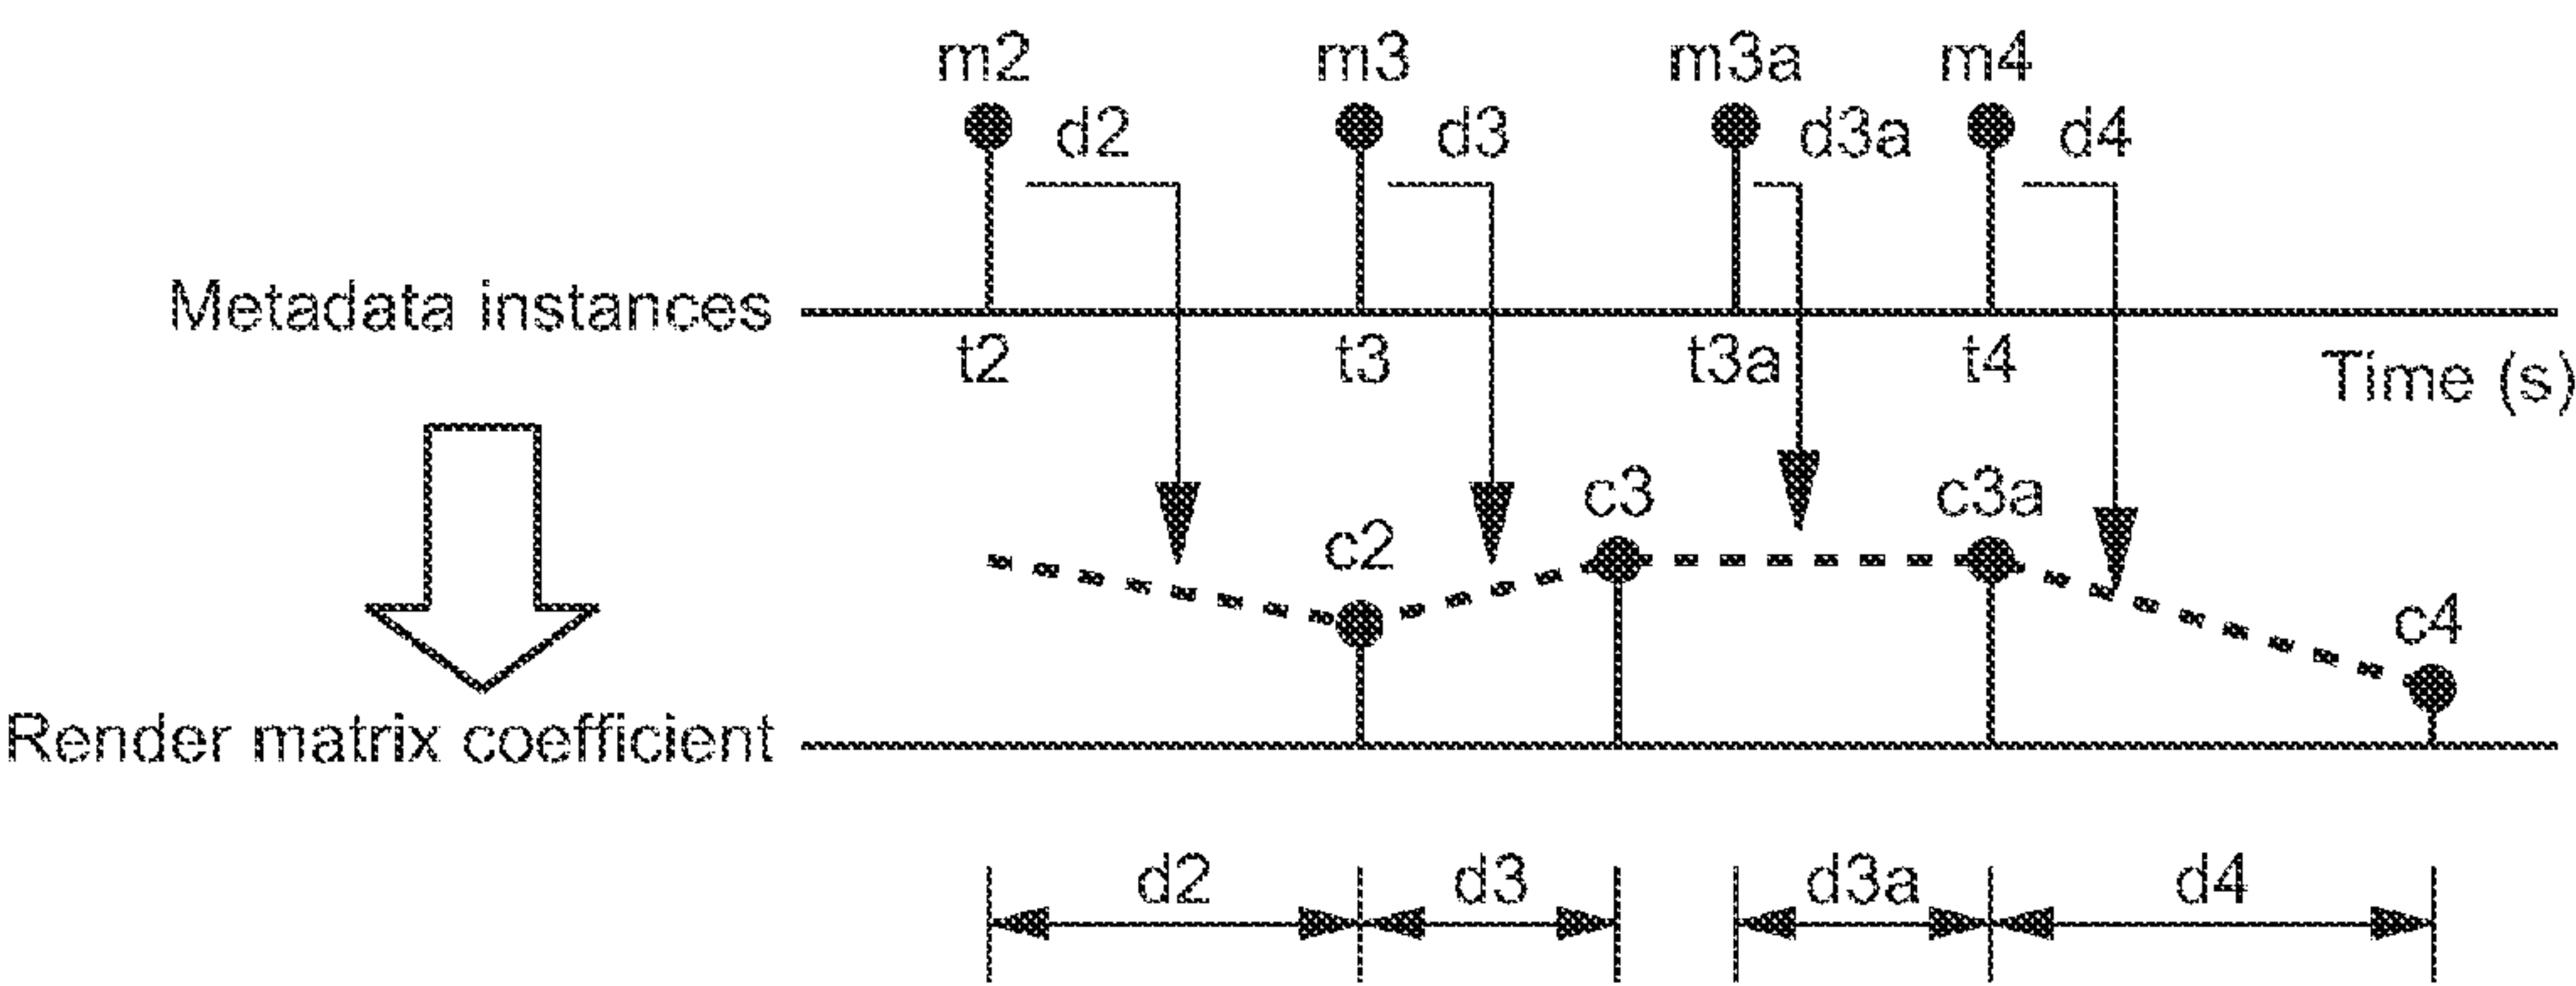 m2 m3 m3a m4
d2 d3 d3a d4
Metadata instances
t2 t3 t3a t4 Time (s)
c2 c3 c3a c4
Render matrix coefficient
d2 d3 d3a d4